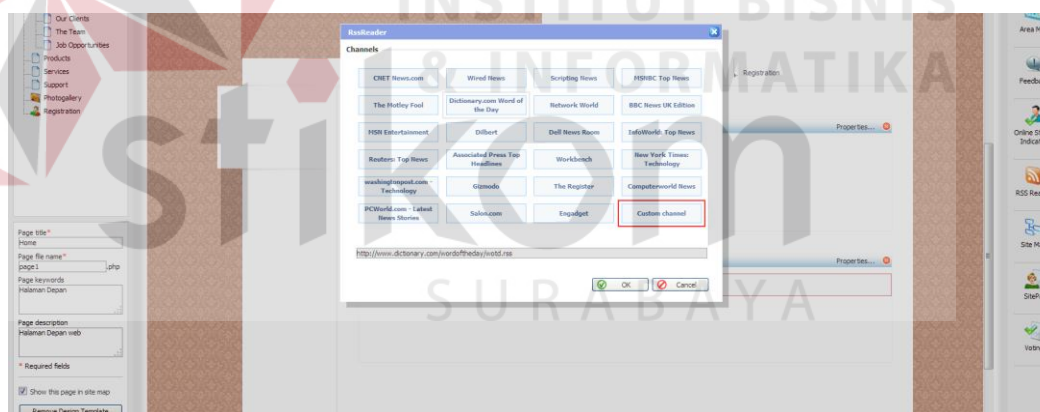 INSTITUT BISNIS
& INFORMATIKA
stikom
SURABAYA
Our Clients
The Team
Job Opportunities
Products
Services
Support
Photogallery
Registration
Page title*
Home
Page file name*
page1 .php
Page keywords
Halaman Depan
Page description
Halaman Depan web
* Required fields
Show this page in site map
Remove Design Template
RssReader
Channels
CNET News.com
Wired News
Scripting News
MSNBC Top News
The Motley Fool
Dictionary.com Word of the Day
Network World
BBC News UK Edition
MSN Entertainment
Dilbert
Dell News Room
InfoWorld: Top News
Reuters: Top News
Associated Press Top Headlines
Workbench
New York Times: Technology
washingtonpost.com - Technology
Gizmodo
The Register
Computerworld News
PCWorld.com - Latest News Stories
Salon.com
Engadget
Custom channel
http://www.dictionary.com/wordoftheday/wotd.rss
OK
Cancel
Registration
Properties...
Properties...
Area M
Feedba
Online St
Indicat
RSS Rea
Site M
SiteP
Votin